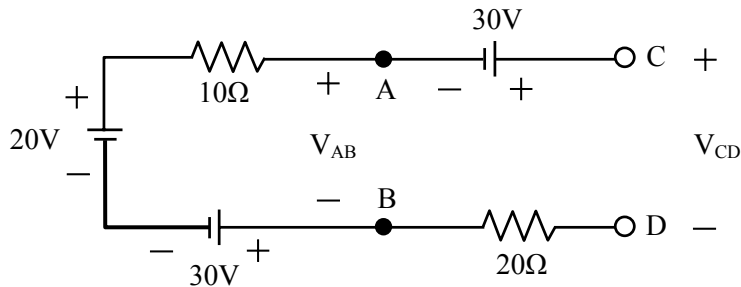 30V
C +
+ 10Ω + A − +
20V
V_AB V_CD
−
− B
D −
− + 20Ω
30V